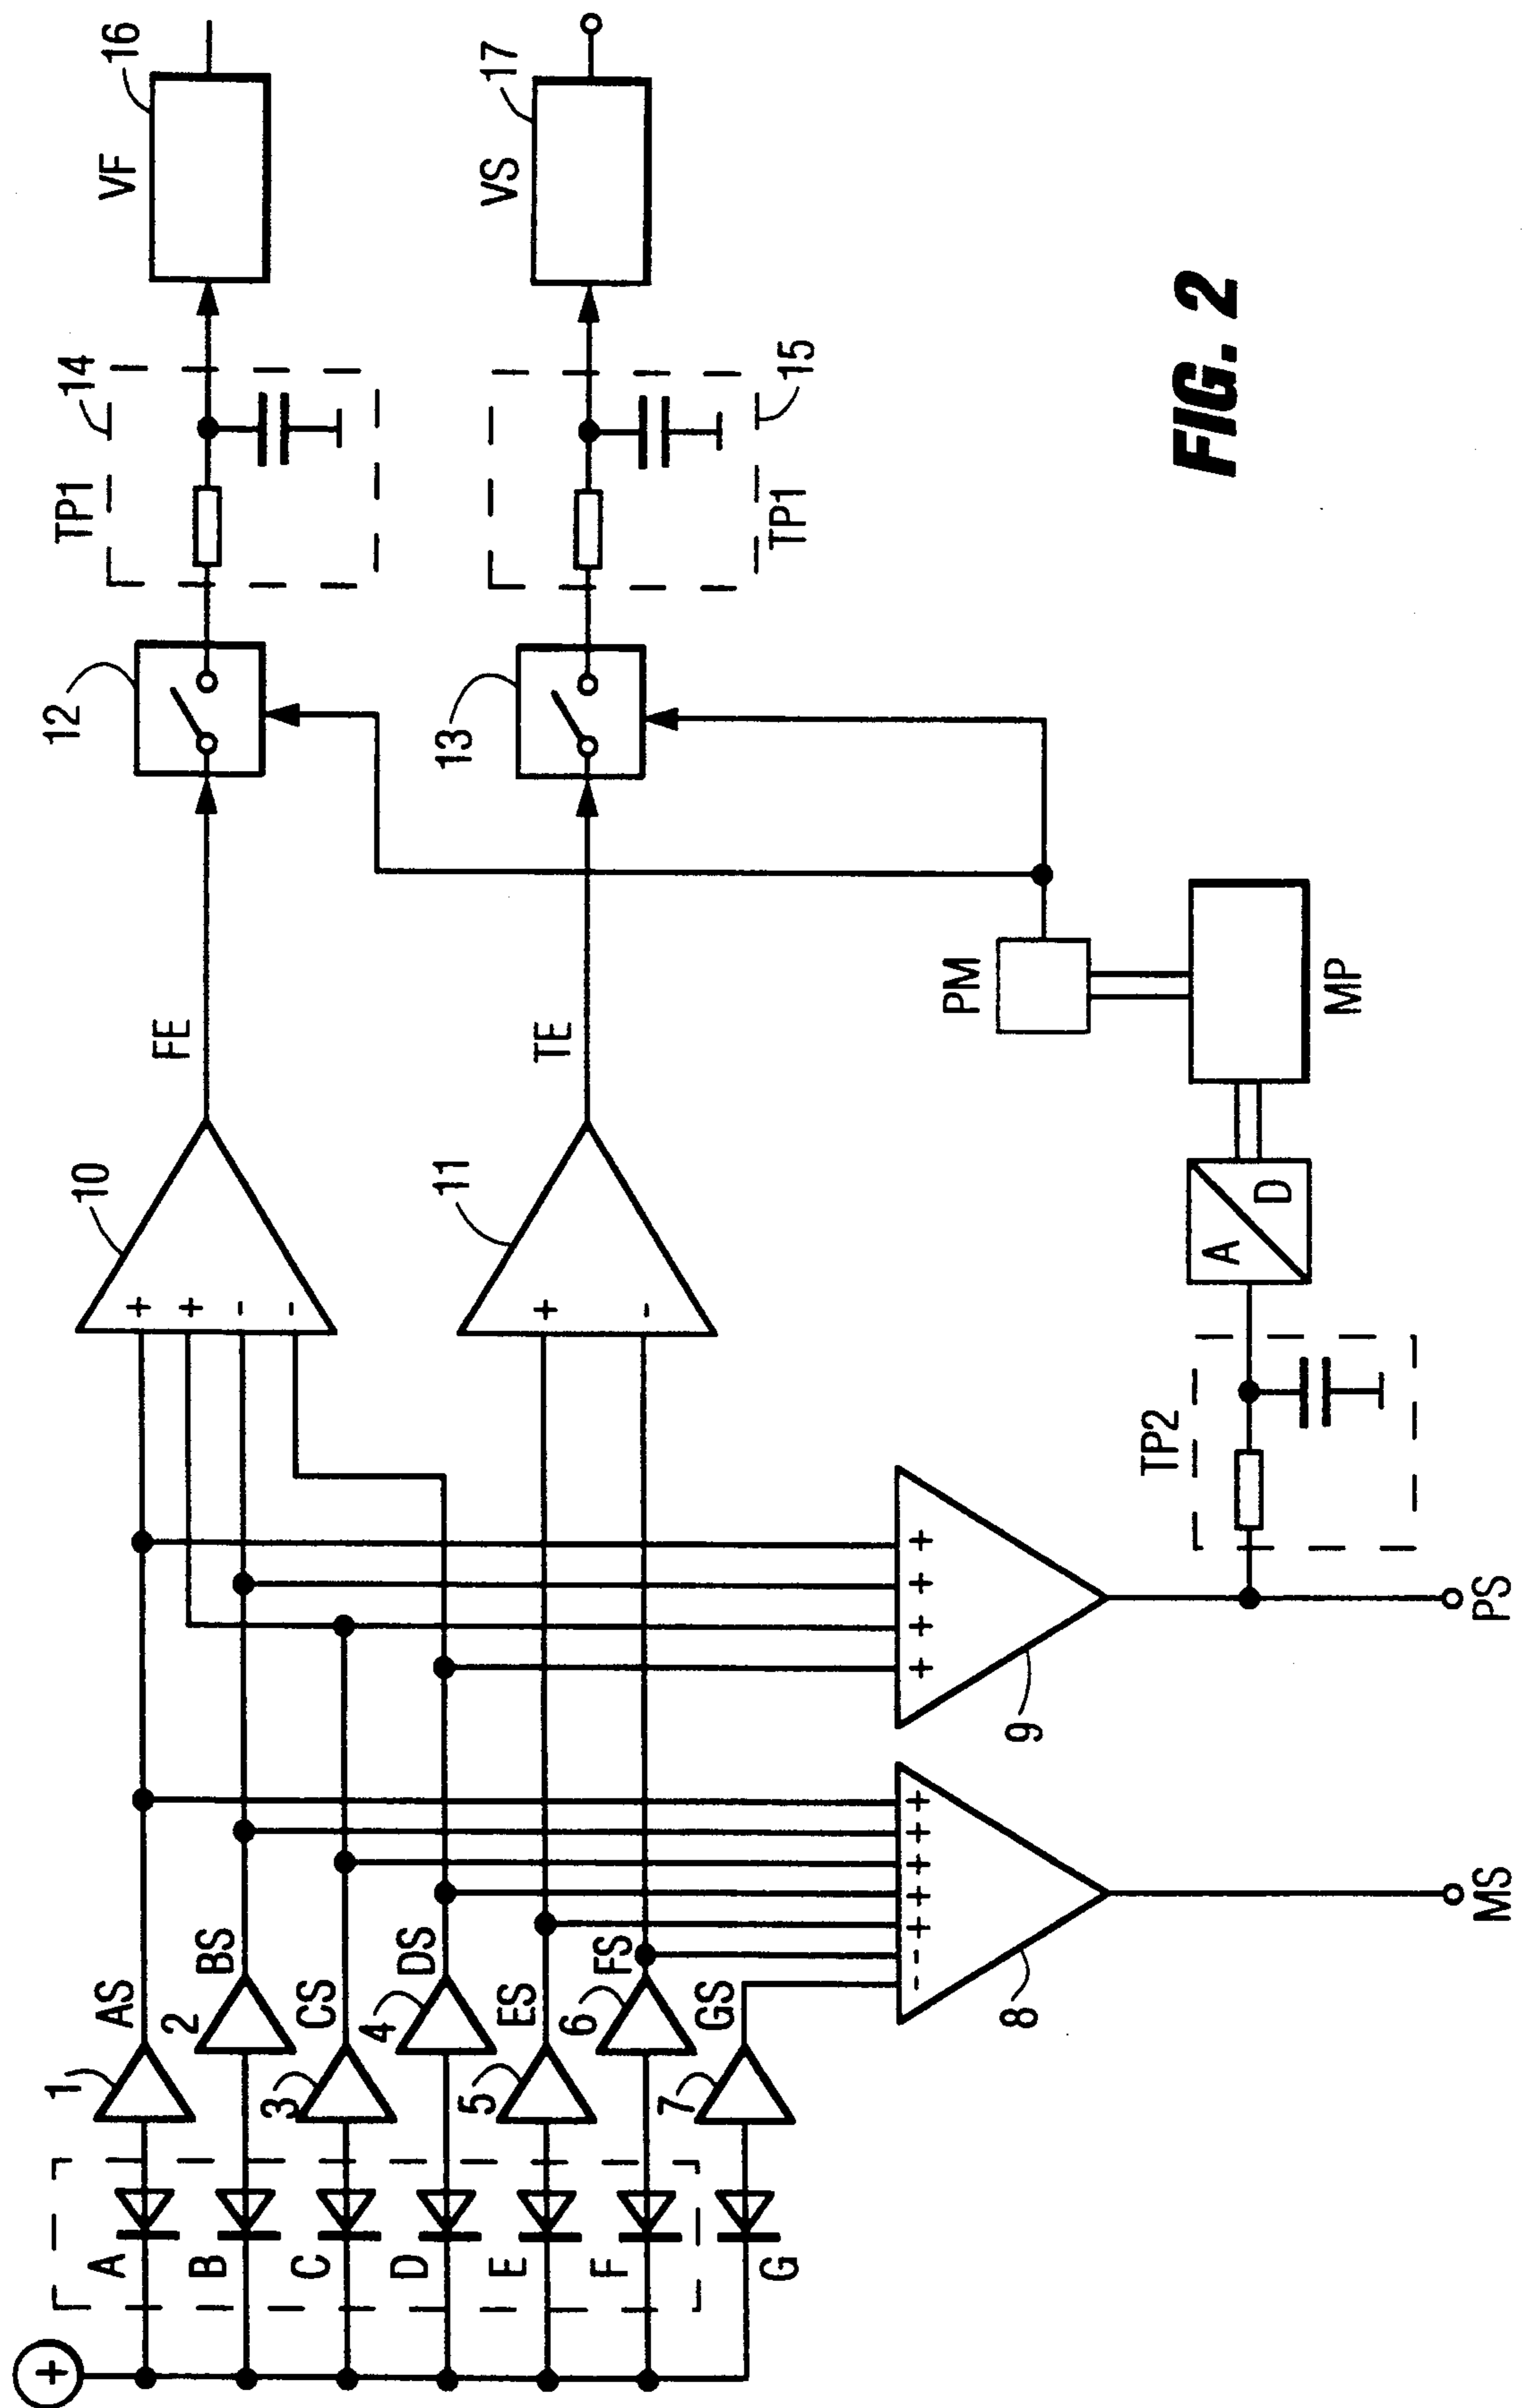 VF
16
VS
17
TP1
14
TP1
15
12
13
FE
10
+
+
-
-
TE
11
+
-
PM
MP
A
D
TP2
+
+
+
+
9
PS
+
+
+
+
+
-
-
8
MS
AS
1
BS
2
CS
3
DS
4
ES
5
FS
6
GS
7
A
B
C
D
E
F
G
+
FIG. 2